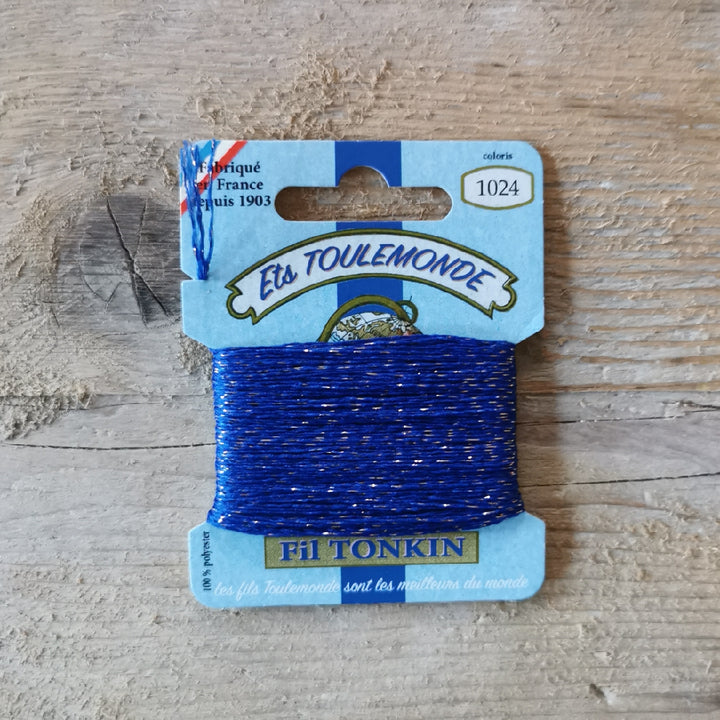 Fabriqué
en France
depuis 1903
coloris
1024
Ets TOULEMONDE
Fil TONKIN
100 % polyester
les fils Toulemonde sont les meilleurs du monde